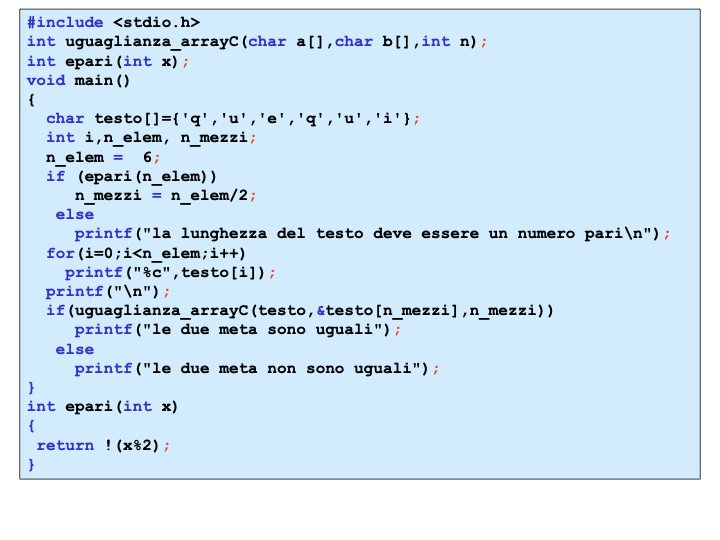 #include <stdio.h>
int uguaglianza_arrayC(char a[],char b[],int n);
int epari(int x);
void main()
{
char testo[]={'q','u','e','q','u','i'};
int i,n_elem, n_mezzi;
n_elem = 6;
if (epari(n_elem))
n_mezzi = n_elem/2;
else
printf("la lunghezza del testo deve essere un numero pari\n");
for(i=0;i<n_elem;i++)
printf("%c",testo[i]);
printf("\n");
if(uguaglianza_arrayC(testo,&testo[n_mezzi],n_mezzi))
printf("le due meta sono uguali");
else
printf("le due meta non sono uguali");
}
int epari(int x)
{
return !(x%2);
}